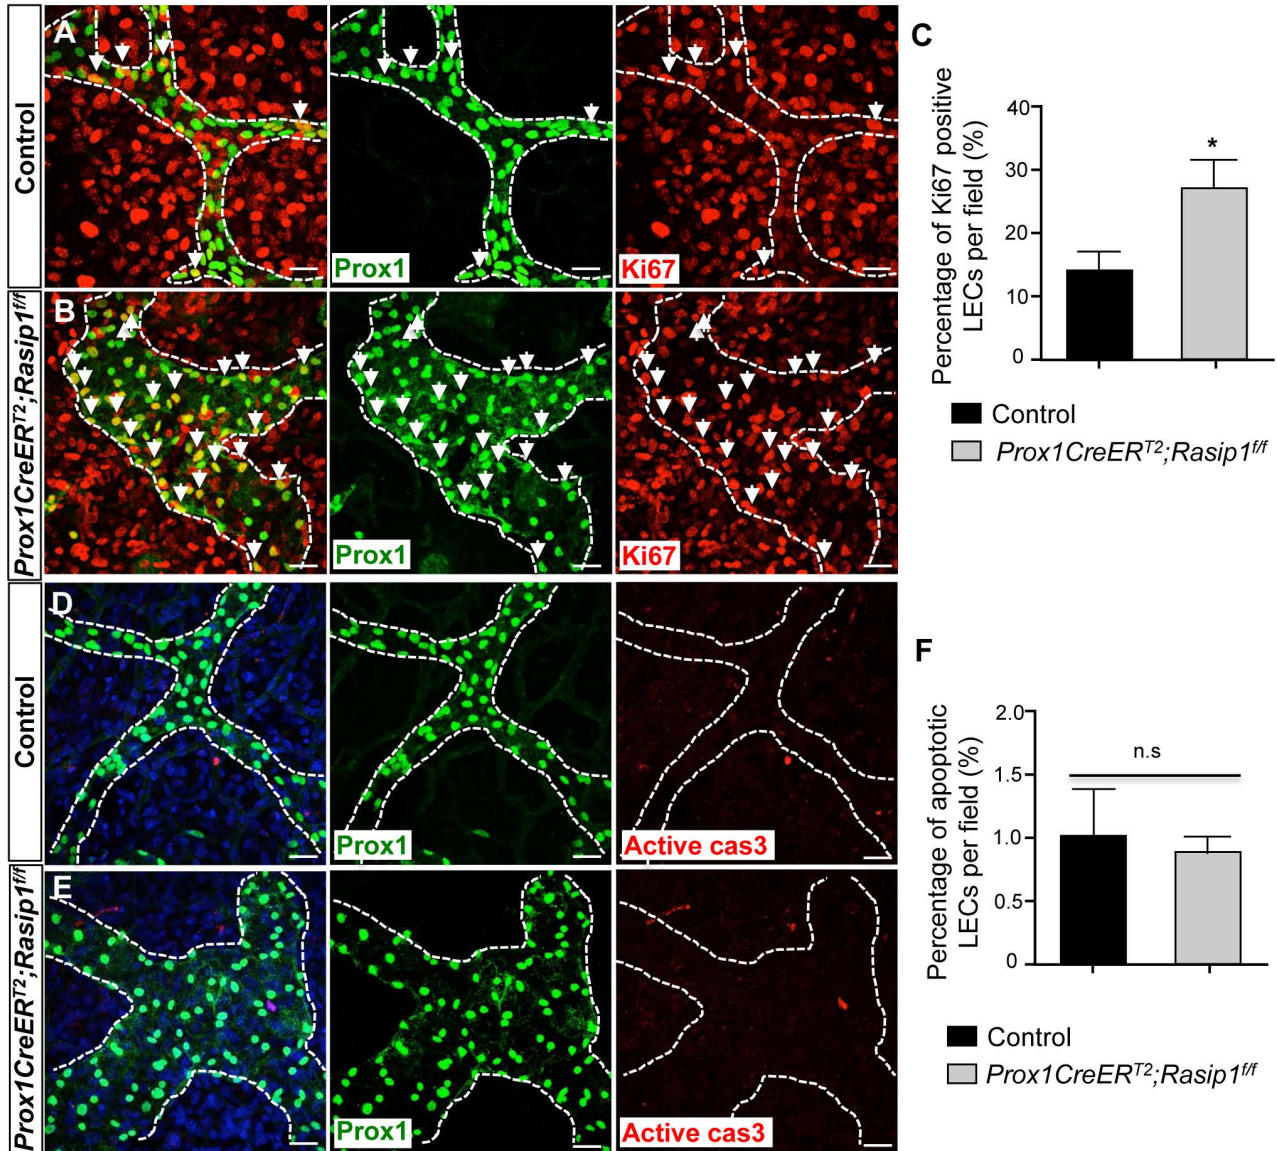 A
Control
Prox1
Ki67
B
Prox1CreERT2;Rasip1f/f
Prox1
Ki67
C
Percentage of Ki67 positive
LECs per field (%)
40
30
20
10
0
*
Control
Prox1CreERT2;Rasip1f/f
D
Control
Prox1
Active cas3
E
Prox1CreERT2;Rasip1f/f
Prox1
Active cas3
F
Percentage of apoptotic
LECs per field (%)
2.0
1.5
1.0
0.5
0
n.s
Control
Prox1CreERT2;Rasip1f/f